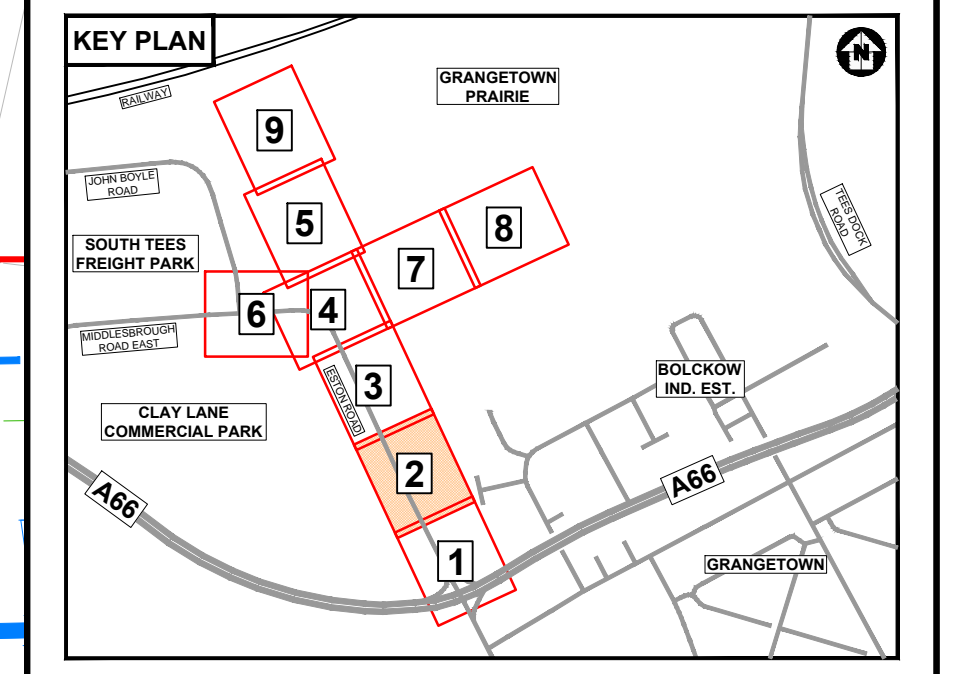 KEY PLAN
N
GRANGETOWN
PRAIRIE
RAILWAY
9
JOHN BOYLE
ROAD
5
8
TEES DOCK
ROAD
SOUTH TEES
FREIGHT PARK
7
6
4
MIDDLESBROUGH
ROAD EAST
3
ESTON ROAD
BOLCKOW
IND. EST.
CLAY LANE
COMMERCIAL PARK
2
A66
A66
1
GRANGETOWN